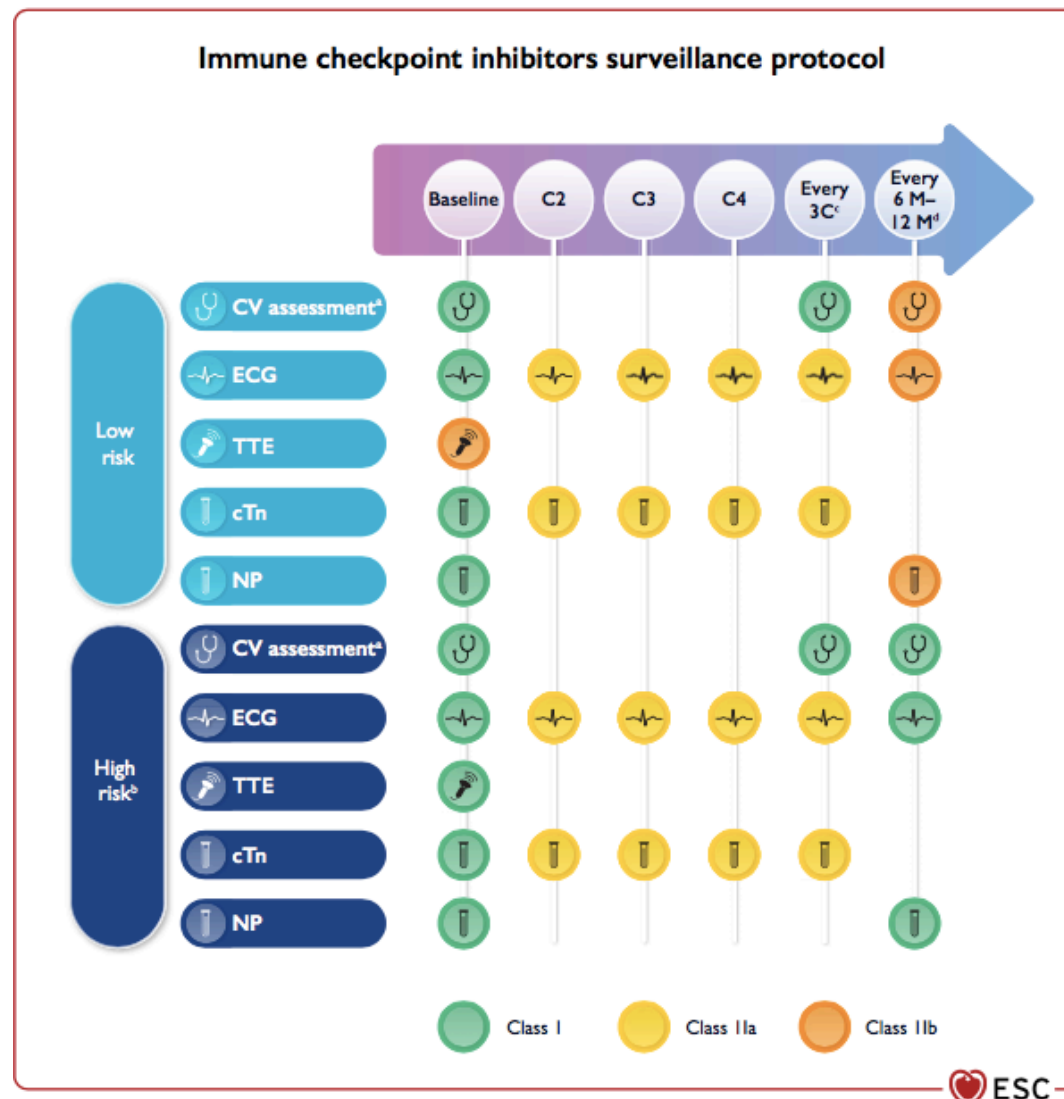 Immune checkpoint inhibitors surveillance protocol
Baseline
C2
C3
C4
Every
3Cᶜ
Every
6 M–
12 Mᵈ
Low
risk
CV assessmentᵃ
ECG
TTE
cTn
NP
High
riskᵇ
CV assessmentᵃ
ECG
TTE
cTn
NP
Class I
Class IIa
Class IIb
ESC